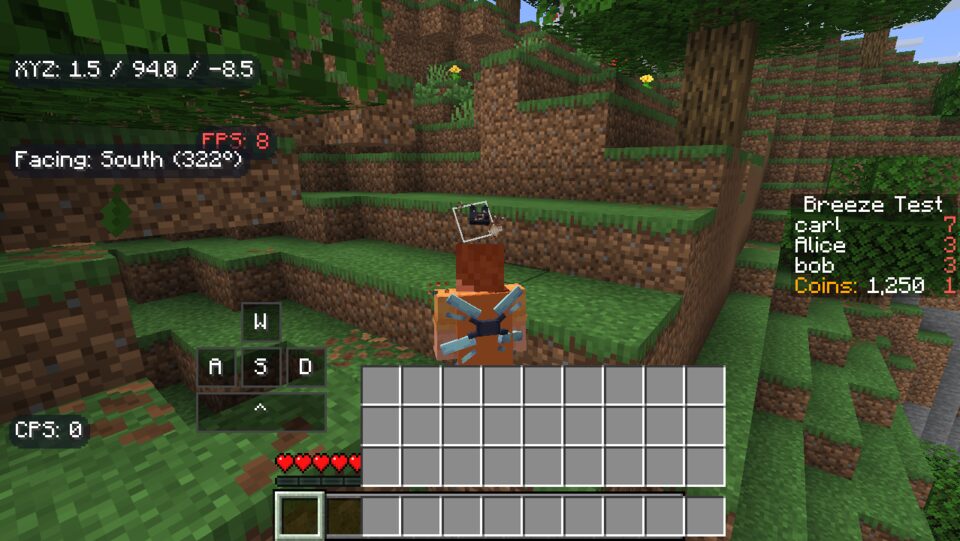 XYZ: 1.5 / 94.0 / -8.5
FPS: 8
Facing: South (322º)
Breeze Test
carl 7
Alice 3
bob 3
Coins: 1,250 1
W
A S D
^
CPS: 0